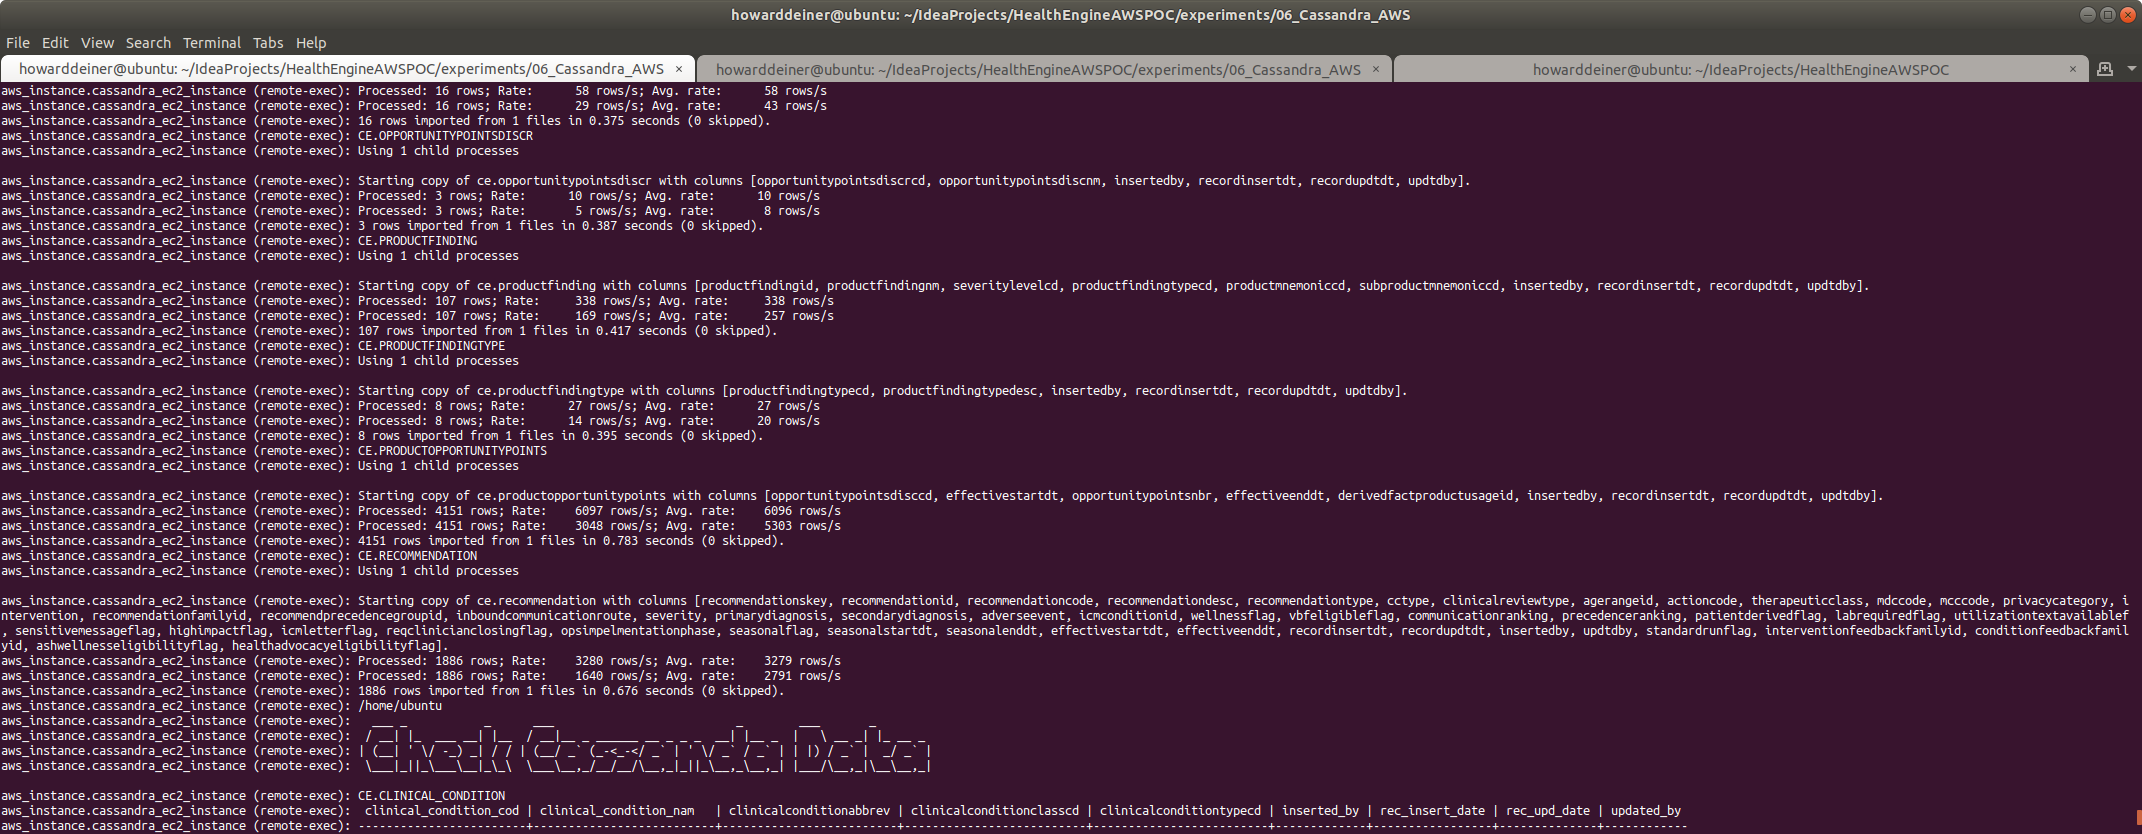 howarddeiner@ubuntu: ~/IdeaProjects/HealthEngineAWSPOC/experiments/06_Cassandra_AWS
File Edit View Search Terminal Tabs Help
howarddeiner@ubuntu: ~/IdeaProjects/HealthEngineAWSPOC/experiments/06_Cassandra_AWS × howarddeiner@ubuntu: ~/IdeaProjects/HealthEngineAWSPOC/experiments/06_Cassandra_AWS × howarddeiner@ubuntu: ~/IdeaProjects/HealthEngineAWSPOC ×
aws_instance.cassandra_ec2_instance (remote-exec): Processed: 16 rows; Rate:      58 rows/s; Avg. rate:      58 rows/s
aws_instance.cassandra_ec2_instance (remote-exec): Processed: 16 rows; Rate:      29 rows/s; Avg. rate:      43 rows/s
aws_instance.cassandra_ec2_instance (remote-exec): 16 rows imported from 1 files in 0.375 seconds (0 skipped).
aws_instance.cassandra_ec2_instance (remote-exec): CE.OPPORTUNITYPOINTSDISCR
aws_instance.cassandra_ec2_instance (remote-exec): Using 1 child processes
aws_instance.cassandra_ec2_instance (remote-exec): Starting copy of ce.opportunitypointsdiscr with columns [opportunitypointsdiscrcd, opportunitypointsdiscnm, insertedby, recordinsertdt, recordupdtdt, updtdby].
aws_instance.cassandra_ec2_instance (remote-exec): Processed: 3 rows; Rate:      10 rows/s; Avg. rate:      10 rows/s
aws_instance.cassandra_ec2_instance (remote-exec): Processed: 3 rows; Rate:       5 rows/s; Avg. rate:       8 rows/s
aws_instance.cassandra_ec2_instance (remote-exec): 3 rows imported from 1 files in 0.387 seconds (0 skipped).
aws_instance.cassandra_ec2_instance (remote-exec): CE.PRODUCTFINDING
aws_instance.cassandra_ec2_instance (remote-exec): Using 1 child processes
aws_instance.cassandra_ec2_instance (remote-exec): Starting copy of ce.productfinding with columns [productfindingid, productfindingnm, severitylevelcd, productfindingtypecd, productmnemoniccd, subproductmnemoniccd, insertedby, recordinsertdt, recordupdtdt, updtdby].
aws_instance.cassandra_ec2_instance (remote-exec): Processed: 107 rows; Rate:     338 rows/s; Avg. rate:     338 rows/s
aws_instance.cassandra_ec2_instance (remote-exec): Processed: 107 rows; Rate:     169 rows/s; Avg. rate:     257 rows/s
aws_instance.cassandra_ec2_instance (remote-exec): 107 rows imported from 1 files in 0.417 seconds (0 skipped).
aws_instance.cassandra_ec2_instance (remote-exec): CE.PRODUCTFINDINGTYPE
aws_instance.cassandra_ec2_instance (remote-exec): Using 1 child processes
aws_instance.cassandra_ec2_instance (remote-exec): Starting copy of ce.productfindingtype with columns [productfindingtypecd, productfindingtypedesc, insertedby, recordinsertdt, recordupdtdt, updtdby].
aws_instance.cassandra_ec2_instance (remote-exec): Processed: 8 rows; Rate:      27 rows/s; Avg. rate:      27 rows/s
aws_instance.cassandra_ec2_instance (remote-exec): Processed: 8 rows; Rate:      14 rows/s; Avg. rate:      20 rows/s
aws_instance.cassandra_ec2_instance (remote-exec): 8 rows imported from 1 files in 0.395 seconds (0 skipped).
aws_instance.cassandra_ec2_instance (remote-exec): CE.PRODUCTOPPORTUNITYPOINTS
aws_instance.cassandra_ec2_instance (remote-exec): Using 1 child processes
aws_instance.cassandra_ec2_instance (remote-exec): Starting copy of ce.productopportunitypoints with columns [opportunitypointsdisccd, effectivestartdt, opportunitypointsnbr, effectiveenddt, derivedfactproductusageid, insertedby, recordinsertdt, recordupdtdt, updtdby].
aws_instance.cassandra_ec2_instance (remote-exec): Processed: 4151 rows; Rate:    6097 rows/s; Avg. rate:    6096 rows/s
aws_instance.cassandra_ec2_instance (remote-exec): Processed: 4151 rows; Rate:    3048 rows/s; Avg. rate:    5303 rows/s
aws_instance.cassandra_ec2_instance (remote-exec): 4151 rows imported from 1 files in 0.783 seconds (0 skipped).
aws_instance.cassandra_ec2_instance (remote-exec): CE.RECOMMENDATION
aws_instance.cassandra_ec2_instance (remote-exec): Using 1 child processes
aws_instance.cassandra_ec2_instance (remote-exec): Starting copy of ce.recommendation with columns [recommendationskey, recommendationid, recommendationcode, recommendationdesc, recommendationtype, cctype, clinicalreviewtype, agerangeid, actioncode, therapeuticclass, mdccode, mcccode, privacycategory, i
ntervention, recommendationfamilyid, recommendprecedencegroupid, inboundcommunicationroute, severity, primarydiagnosis, secondarydiagnosis, adverseevent, icmconditionid, wellnessflag, vbfeligibleflag, communicationranking, precedenceranking, patientderivedflag, labrequiredflag, utilizationtextavailablef
, sensitivemessageflag, highimpactflag, icmletterflag, reqclinicianclosingflag, opsimpelmentationphase, seasonalflag, seasonalstartdt, seasonalenddt, effectivestartdt, effectiveenddt, recordinsertdt, recordupdtdt, insertedby, updtdby, standardrunflag, interventionfeedbackfamilyid, conditionfeedbackfamil
yid, ashwellnesseligibilityflag, healthadvocacyeligibilityflag].
aws_instance.cassandra_ec2_instance (remote-exec): Processed: 1886 rows; Rate:    3280 rows/s; Avg. rate:    3279 rows/s
aws_instance.cassandra_ec2_instance (remote-exec): Processed: 1886 rows; Rate:    1640 rows/s; Avg. rate:    2791 rows/s
aws_instance.cassandra_ec2_instance (remote-exec): 1886 rows imported from 1 files in 0.676 seconds (0 skipped).
aws_instance.cassandra_ec2_instance (remote-exec): /home/ubuntu
aws_instance.cassandra_ec2_instance (remote-exec):
aws_instance.cassandra_ec2_instance (remote-exec):
aws_instance.cassandra_ec2_instance (remote-exec): Check Cassandra Data
aws_instance.cassandra_ec2_instance (remote-exec):
aws_instance.cassandra_ec2_instance (remote-exec): CE.CLINICAL_CONDITION
aws_instance.cassandra_ec2_instance (remote-exec):  clinical_condition_cod | clinical_condition_nam   | clinicalconditionabbrev | clinicalconditionclasscd | clinicalconditiontypecd | inserted_by | rec_insert_date | rec_upd_date | updated_by
aws_instance.cassandra_ec2_instance (remote-exec): ------------------------+--------------------------+-------------------------+--------------------------+-------------------------+-------------+-----------------+--------------+------------